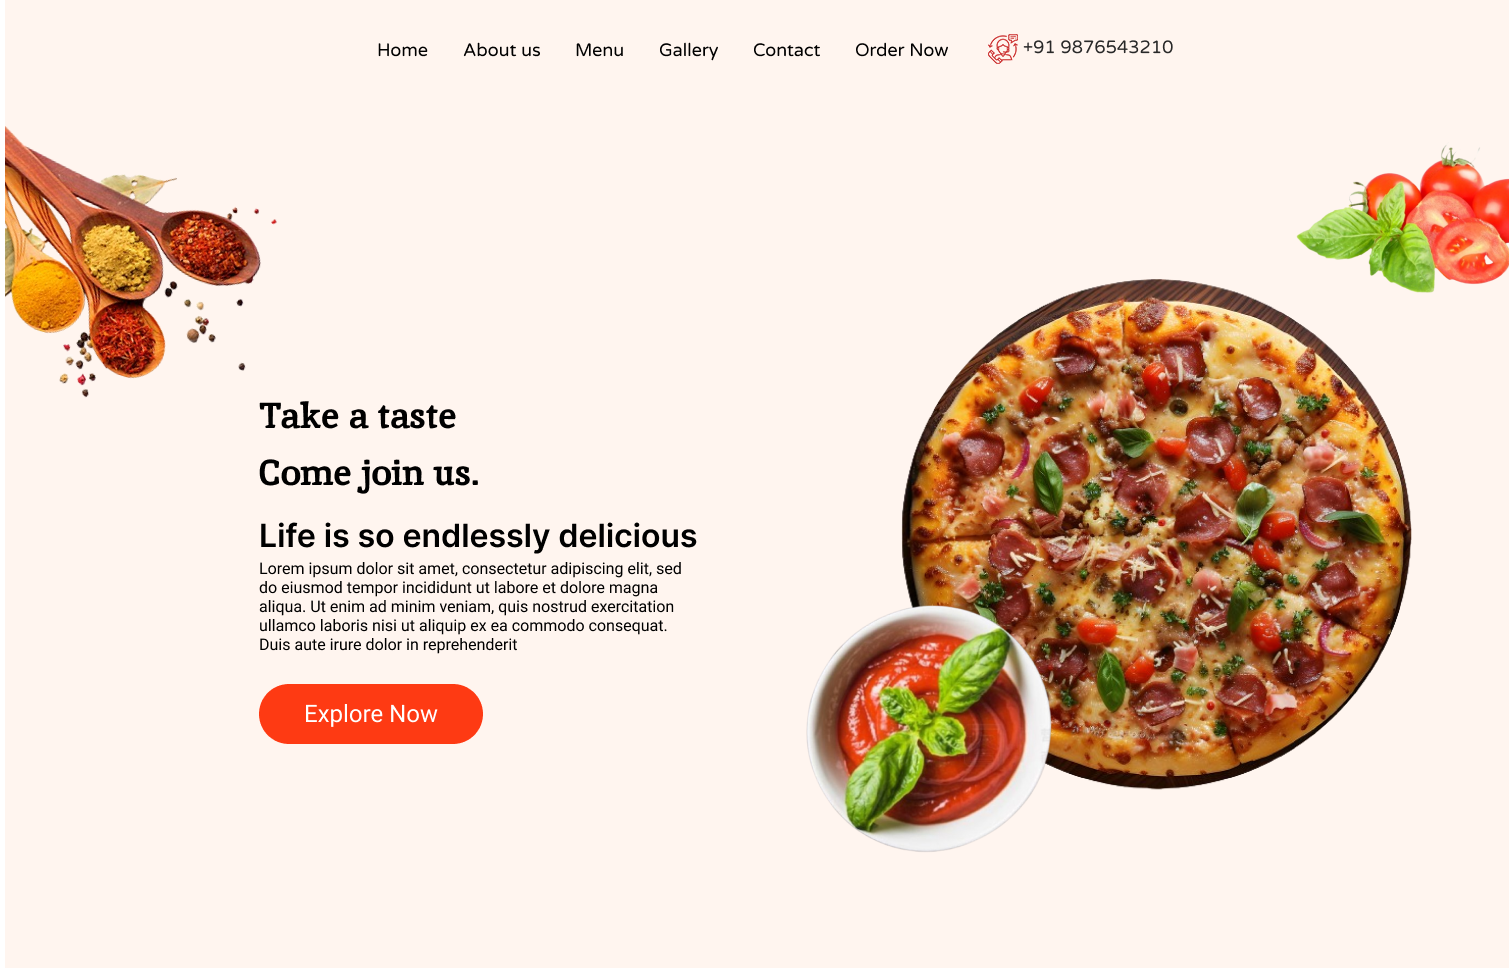 Home About us Menu Gallery Contact Order Now +91 9876543210
Take a taste
Come join us.
Life is so endlessly delicious
Lorem ipsum dolor sit amet, consectetur adipiscing elit, sed
do eiusmod tempor incididunt ut labore et dolore magna
aliqua. Ut enim ad minim veniam, quis nostrud exercitation
ullamco laboris nisi ut aliquip ex ea commodo consequat.
Duis aute irure dolor in reprehenderit
Explore Now